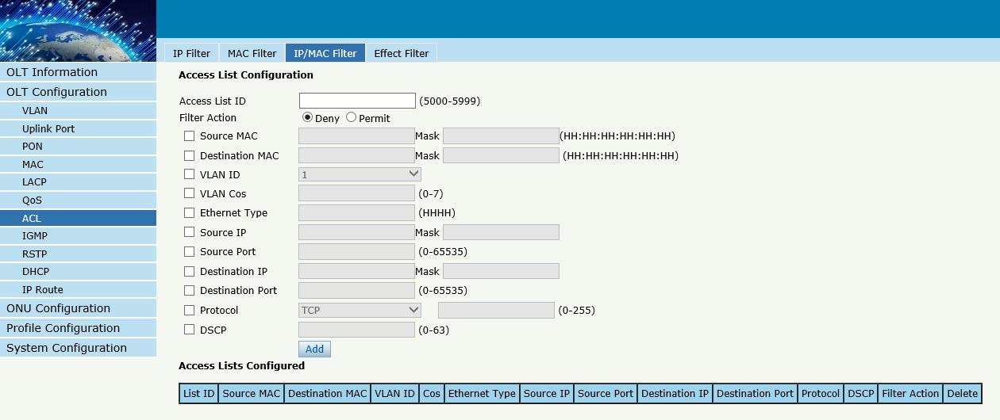 IP Filter MAC Filter IP/MAC Filter Effect Filter
OLT Information
OLT Configuration
VLAN
Uplink Port
PON
MAC
LACP
QoS
ACL
IGMP
RSTP
DHCP
IP Route
ONU Configuration
Profile Configuration
System Configuration
Access List Configuration
Access List ID (5000-5999)
Filter Action Deny Permit
Source MAC Mask (HH:HH:HH:HH:HH:HH)
Destination MAC Mask (HH:HH:HH:HH:HH:HH)
VLAN ID 1
VLAN Cos (0-7)
Ethernet Type (HHHH)
Source IP Mask
Source Port (0-65535)
Destination IP Mask
Destination Port (0-65535)
Protocol TCP (0-255)
DSCP (0-63)
Add
Access Lists Configured
List ID Source MAC Destination MAC VLAN ID Cos Ethernet Type Source IP Source Port Destination IP Destination Port Protocol DSCP Filter Action Delete